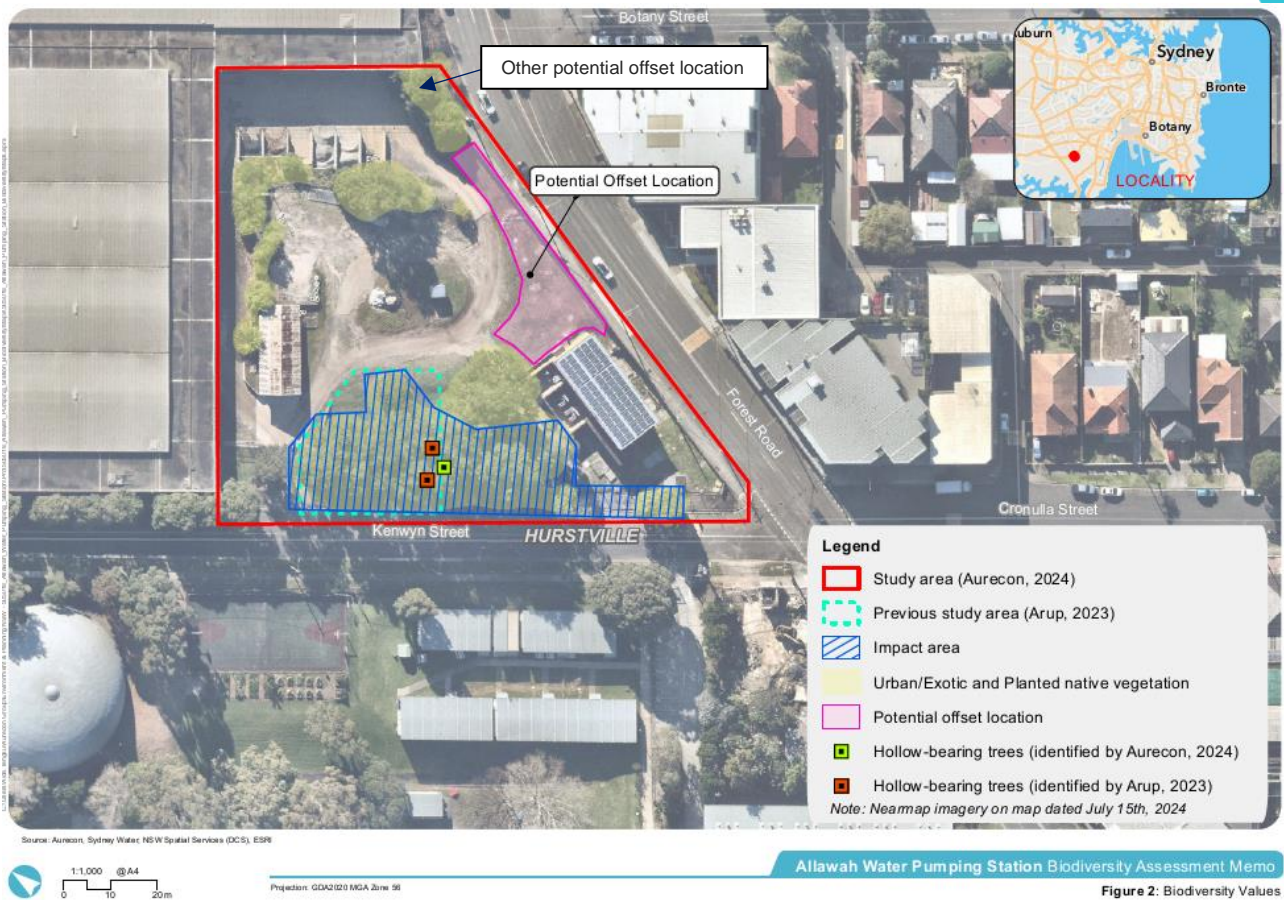 Botany Street
Other potential offset location
Potential Offset Location
Forest Road
Kenwyn Street
HURSTVILLE
Cronulla Street
uburn
Sydney
Bronte
Botany
LOCALITY
Legend
Study area (Aurecon, 2024)
Previous study area (Arup, 2023)
Impact area
Urban/Exotic and Planted native vegetation
Potential offset location
Hollow-bearing trees (identified by Aurecon, 2024)
Hollow-bearing trees (identified by Arup, 2023)
Note: Nearmap imagery on map dated July 15th, 2024
Source: Aurecon, Sydney Water, NSW Spatial Services (DCS), ESRI
1:1,000 @A4
0 10 20m
Projection: GDA2020 MGA Zone 56
Allawah Water Pumping Station Biodiversity Assessment Memo
Figure 2: Biodiversity Values